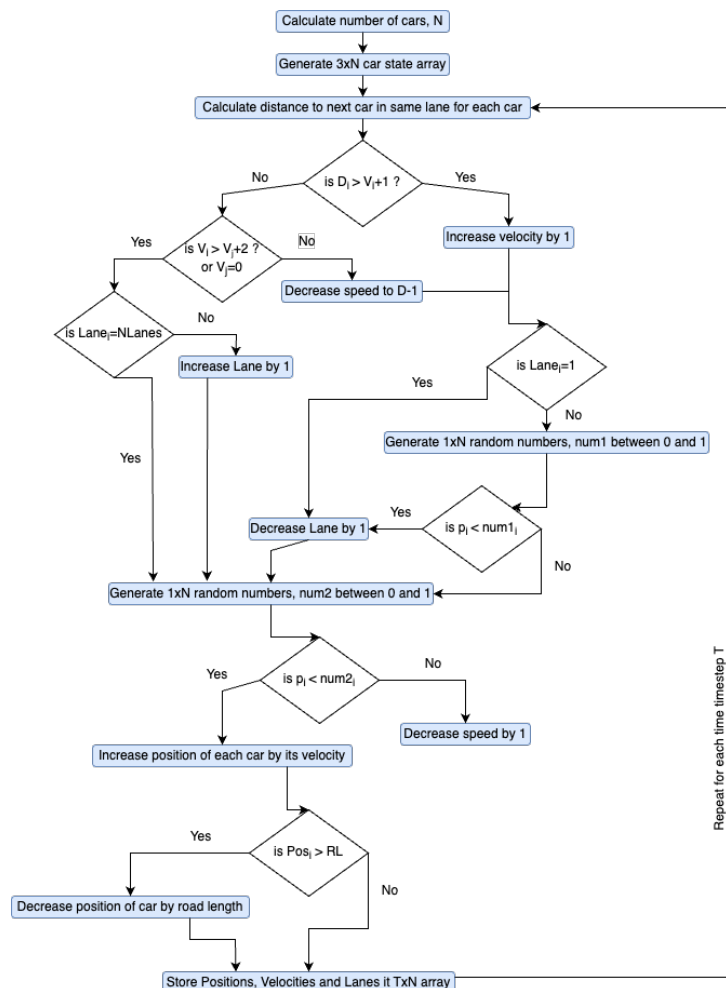 Calculate number of cars, N
Generate 3xN car state array
Calculate distance to next car in same lane for each car
is Di > Vi+1 ?
No
Yes
Increase velocity by 1
is Vi > Vj+2 ?
or Vj=0
Yes
No
Decrease speed to D-1
is Lanei=NLanes
No
Increase Lane by 1
Yes
is Lanei=1
Yes
No
Generate 1xN random numbers, num1 between 0 and 1
is pi < num1i
Yes
Decrease Lane by 1
No
Generate 1xN random numbers, num2 between 0 and 1
is pi < num2i
Yes
No
Decrease speed by 1
Increase position of each car by its velocity
is Posi > RL
Yes
No
Decrease position of car by road length
Store Positions, Velocities and Lanes it TxN array
Repeat for each time timestep T